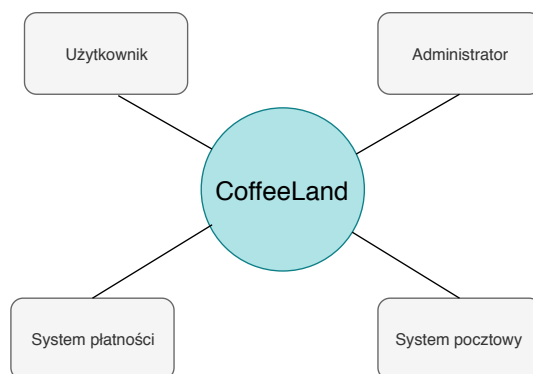 Użytkownik
Administrator
CoffeeLand
System płatności
System pocztowy